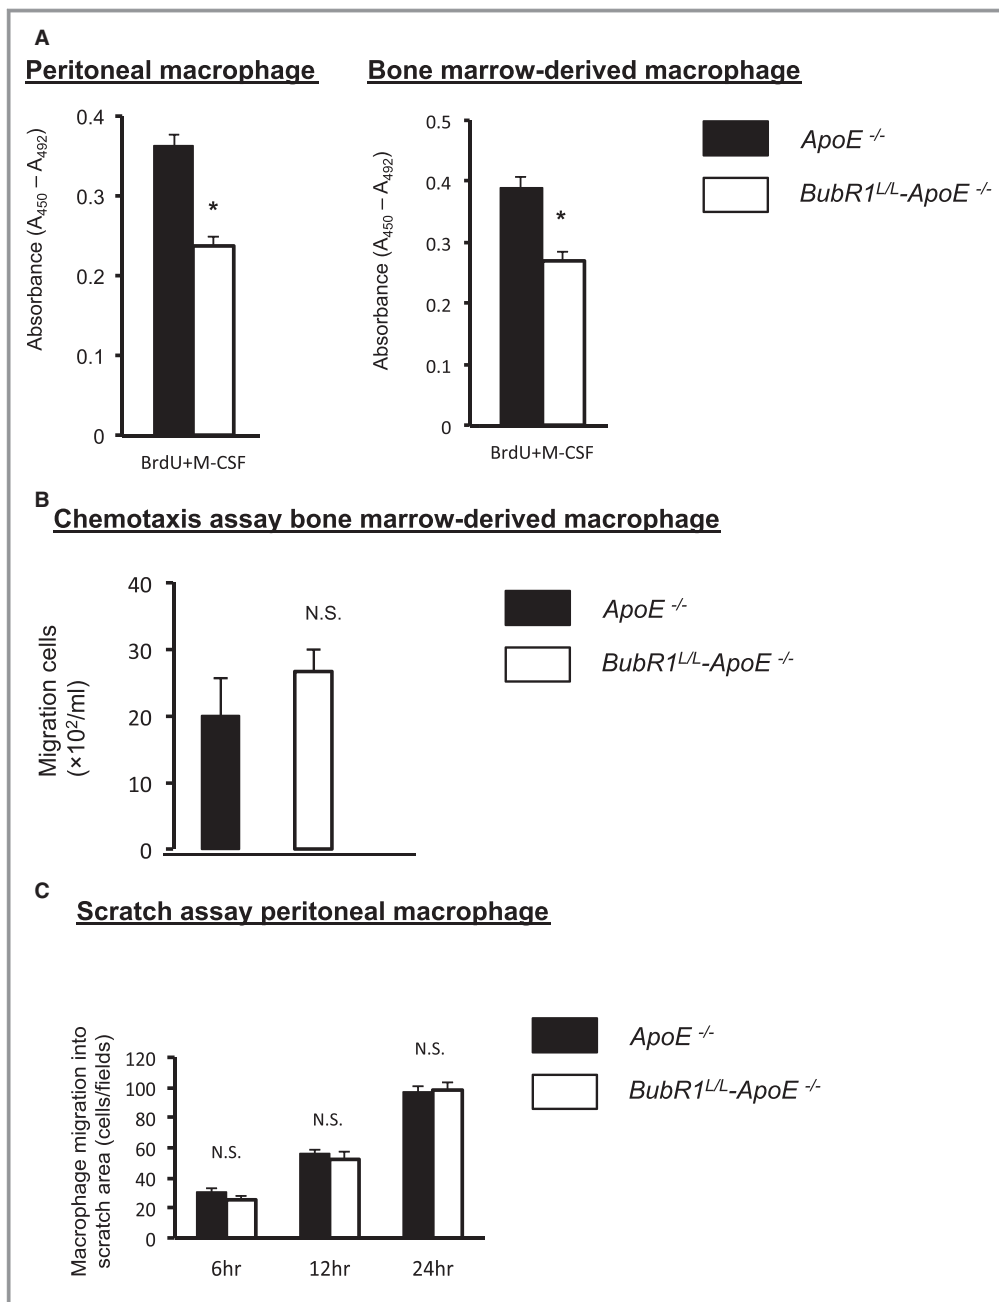 A
Peritoneal macrophage
Absorbance (A450 – A492)
0.4
0.3
0.2
0.1
0
*
BrdU+M-CSF
Bone marrow-derived macrophage
Absorbance (A450 – A492)
0.5
0.4
0.3
0.2
0.1
0
*
BrdU+M-CSF
ApoE -/-
BubR1L/L-ApoE -/-
B
Chemotaxis assay bone marrow-derived macrophage
Migration cells
(×10²/ml)
40
30
20
10
0
N.S.
ApoE -/-
BubR1L/L-ApoE -/-
C
Scratch assay peritoneal macrophage
Macrophage migration into
scratch area (cells/fields)
120
100
80
60
40
20
0
N.S.
N.S.
N.S.
6hr 12hr 24hr
ApoE -/-
BubR1L/L-ApoE -/-